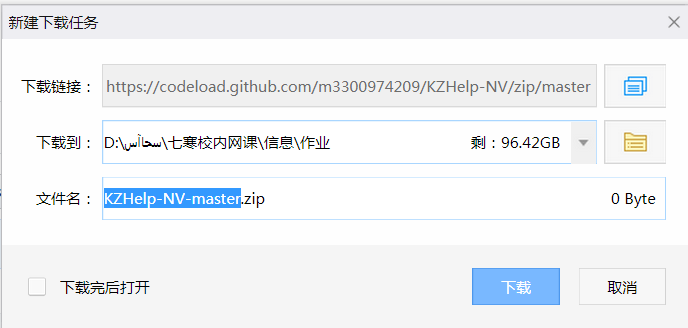 新建下载任务
下载链接： https://codeload.github.com/m3300974209/KZHelp-NV/zip/master
下载到： D:\سحاآس\七寒校内网课\信息\作业 剩：96.42GB
文件名： KZHelp-NV-master.zip 0 Byte
下载完后打开 下载 取消